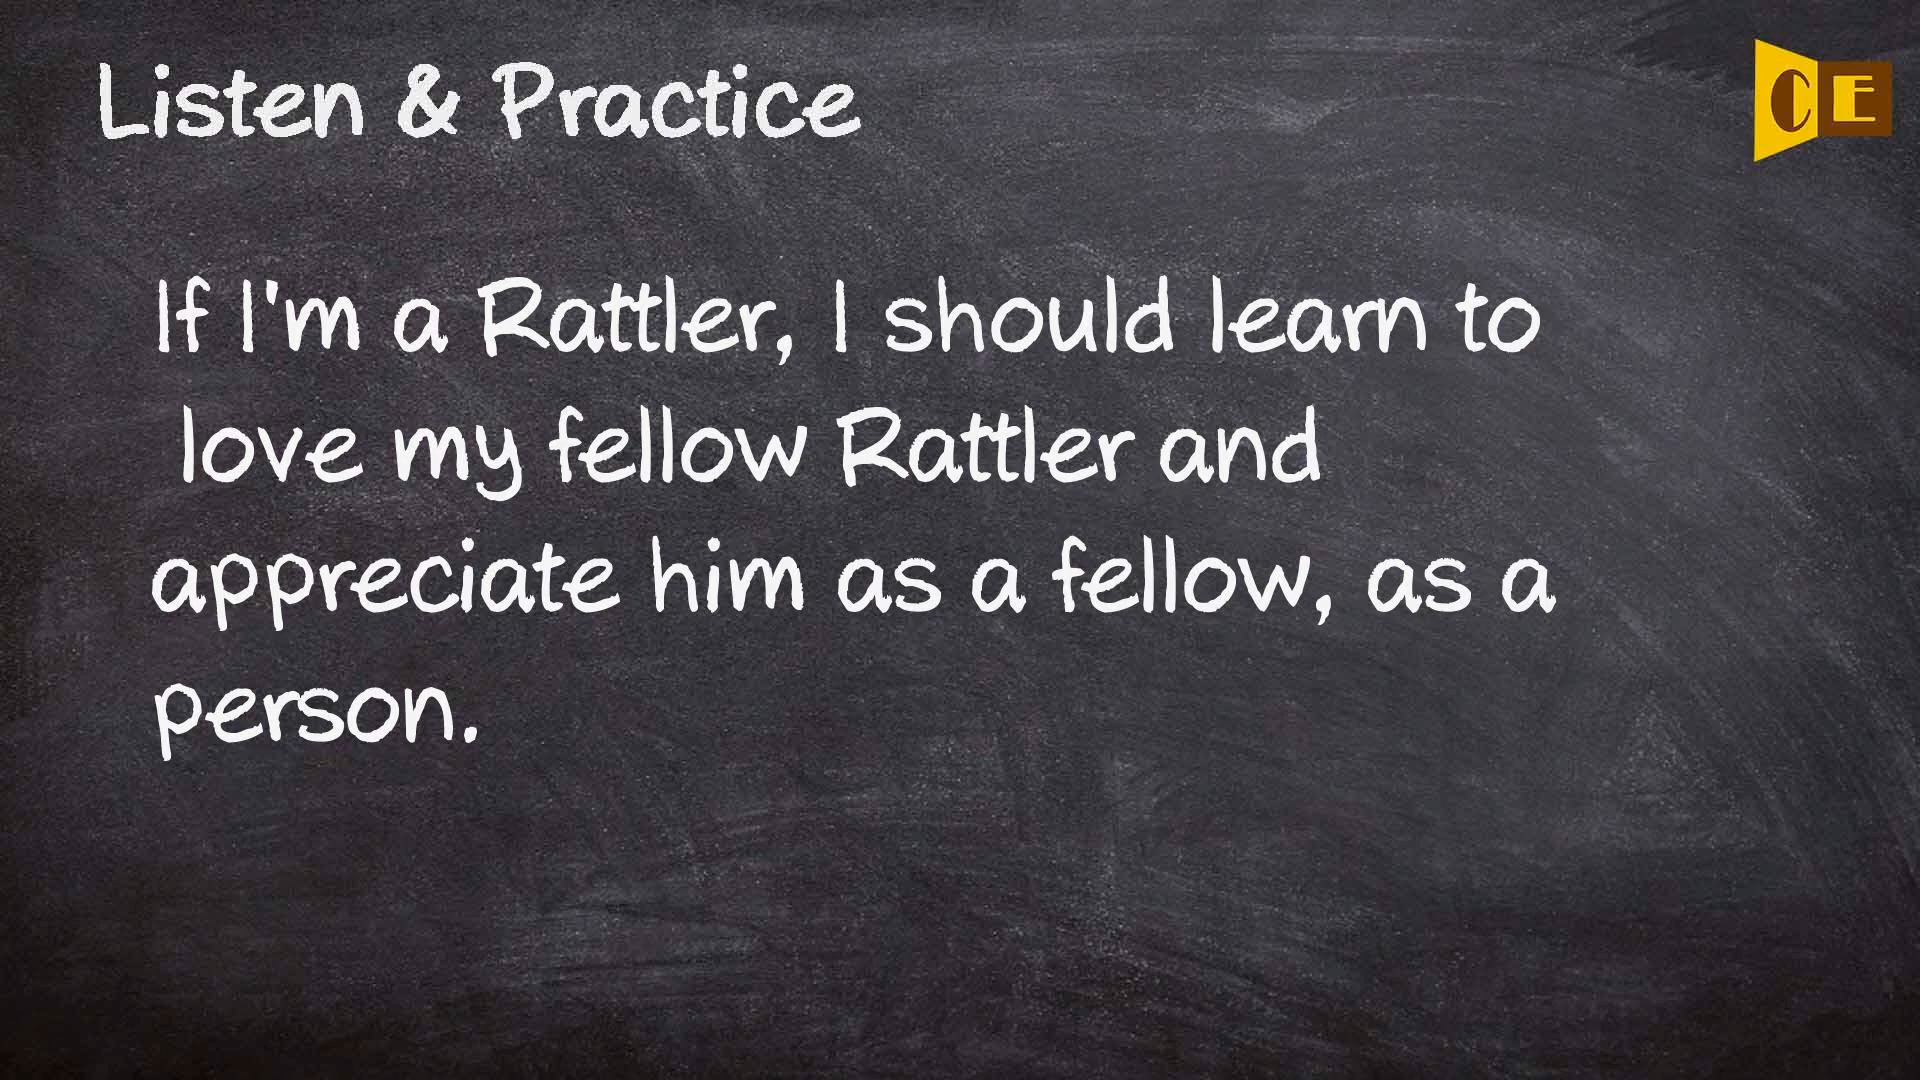 Listen & Practice
CE
If I'm a Rattler, I should learn to
love my fellow Rattler and
appreciate him as a fellow, as a
person.